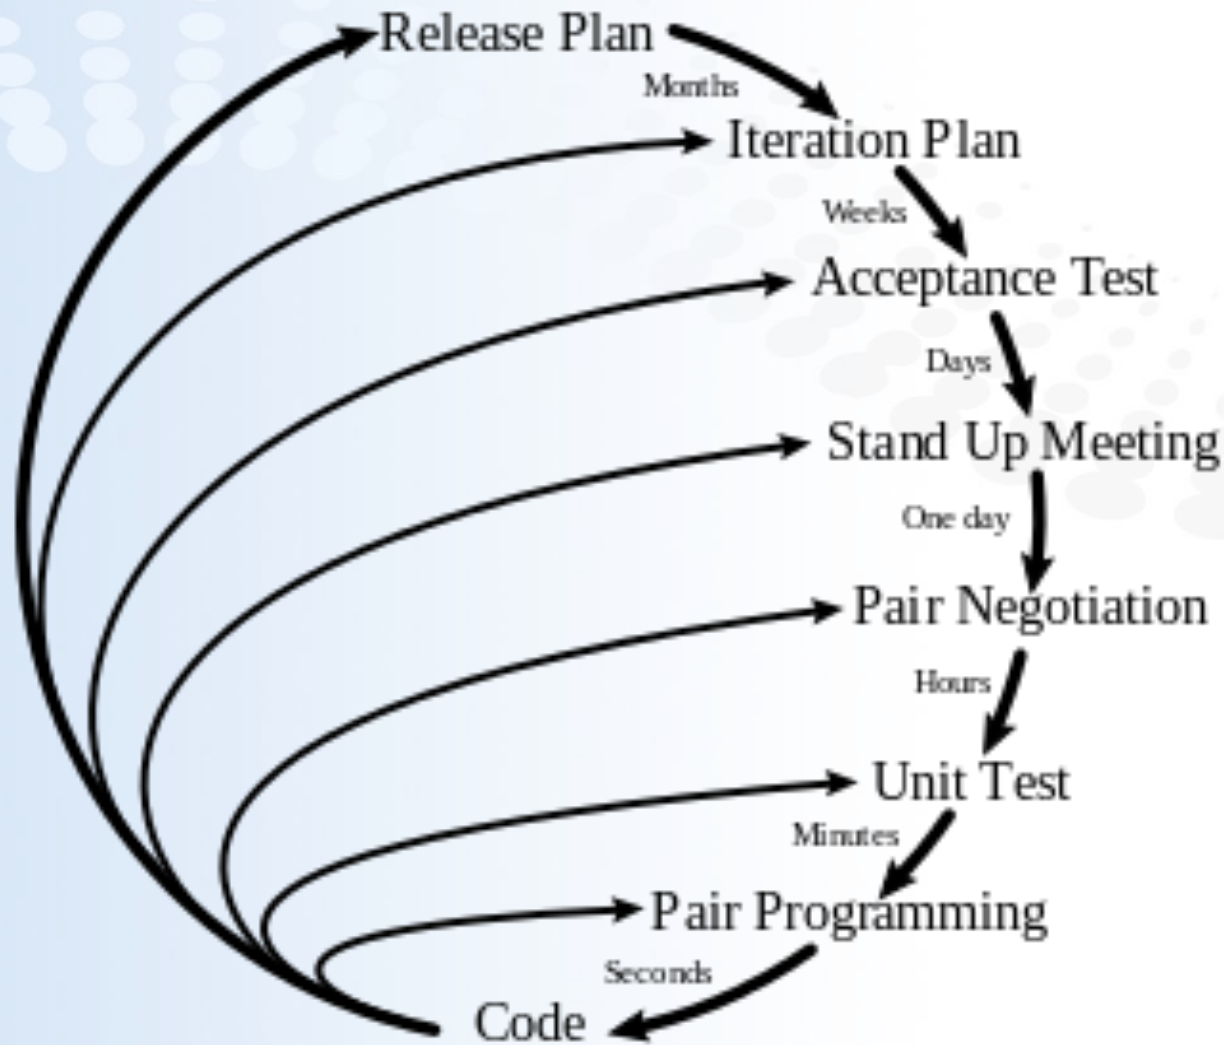 Release Plan
Months
Iteration Plan
Weeks
Acceptance Test
Days
Stand Up Meeting
One day
Pair Negotiation
Hours
Unit Test
Minutes
Pair Programming
Seconds
Code